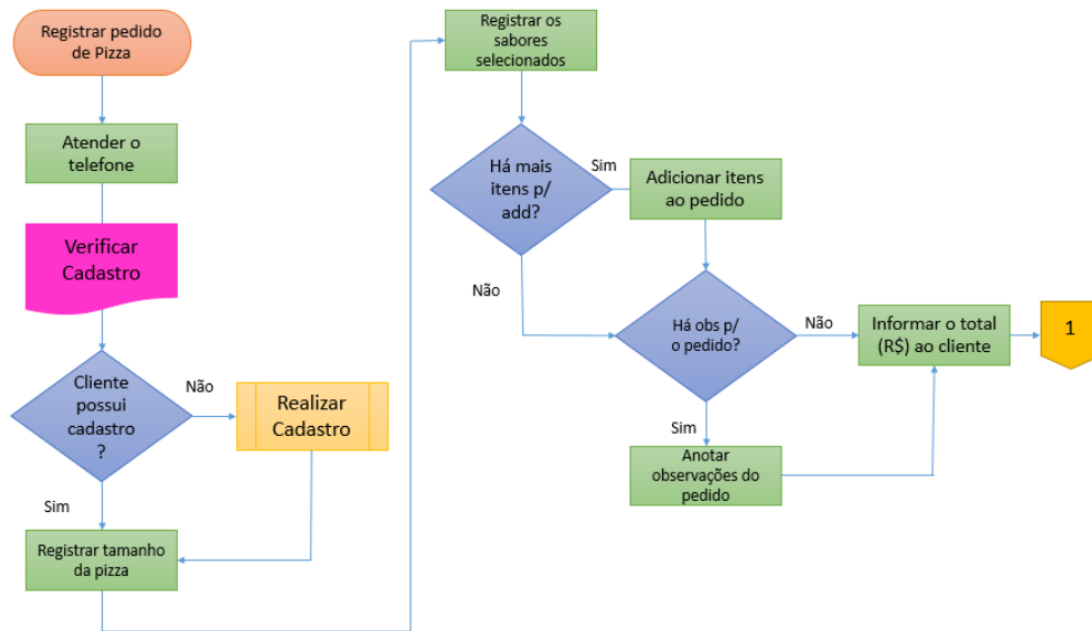 Registrar pedido
de Pizza
Atender o
telefone
Verificar
Cadastro
Cliente
possui
cadastro
?
Não
Realizar
Cadastro
Sim
Registrar tamanho
da pizza
Registrar os
sabores
selecionados
Há mais
itens p/
add?
Sim
Adicionar itens
ao pedido
Não
Há obs p/
o pedido?
Não
Informar o total
(R$) ao cliente
1
Sim
Anotar
observações do
pedido